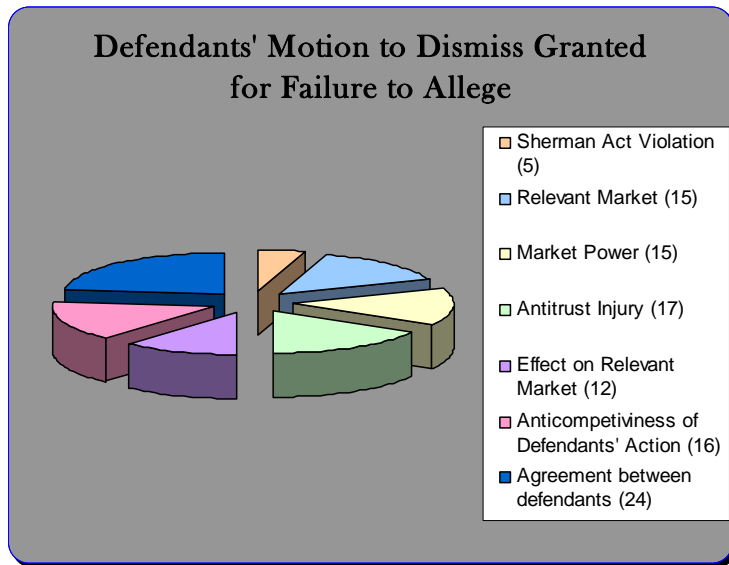 Defendants' Motion to Dismiss Granted
for Failure to Allege
Sherman Act Violation
(5)
Relevant Market (15)
Market Power (15)
Antitrust Injury (17)
Effect on Relevant
Market (12)
Anticompetiviness of
Defendants' Action (16)
Agreement between
defendants (24)